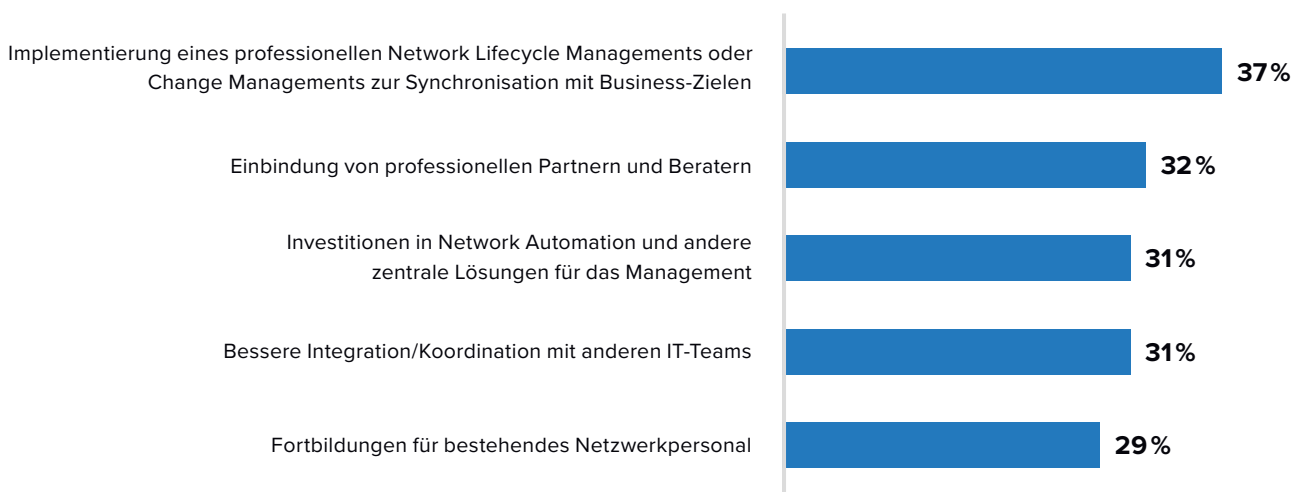 Implementierung eines professionellen Network Lifecycle Managements oder
Change Managements zur Synchronisation mit Business-Zielen
37 %
Einbindung von professionellen Partnern und Beratern
32 %
Investitionen in Network Automation und andere
zentrale Lösungen für das Management
31 %
Bessere Integration/Koordination mit anderen IT-Teams
31 %
Fortbildungen für bestehendes Netzwerkpersonal
29 %